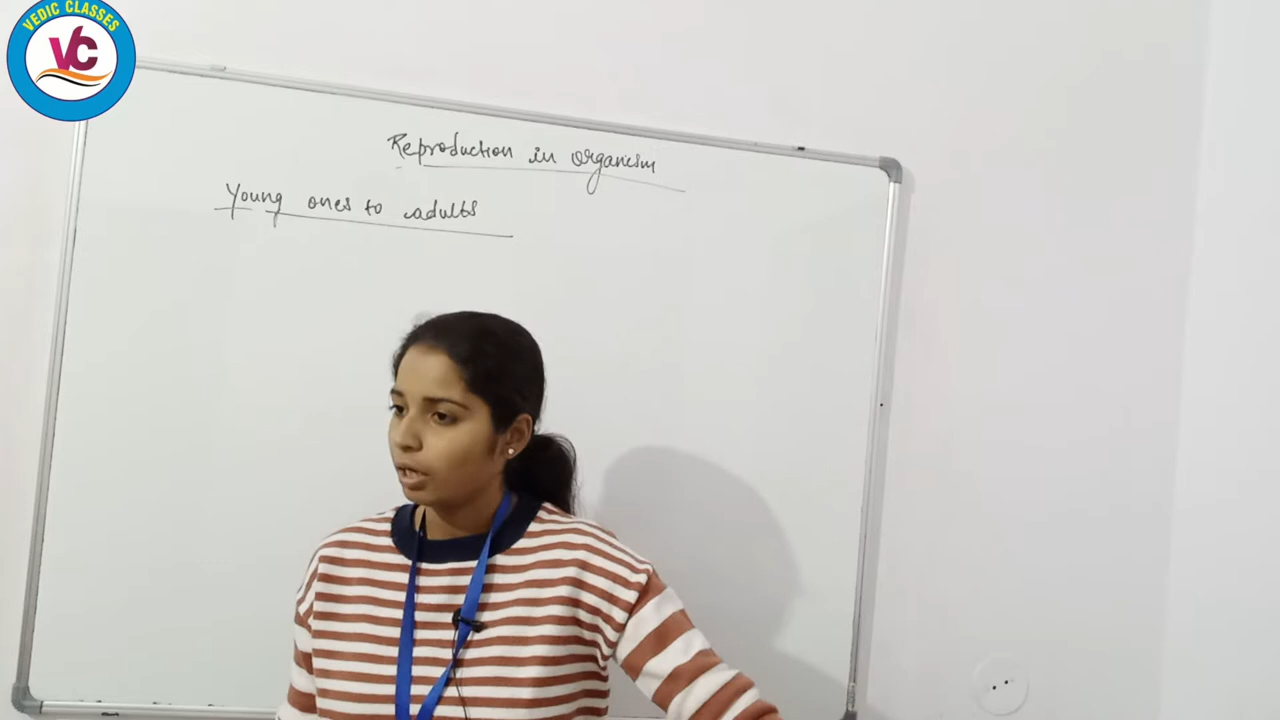 VEDIC CLASSES
VC
Reproduction in organism
Young ones to adults